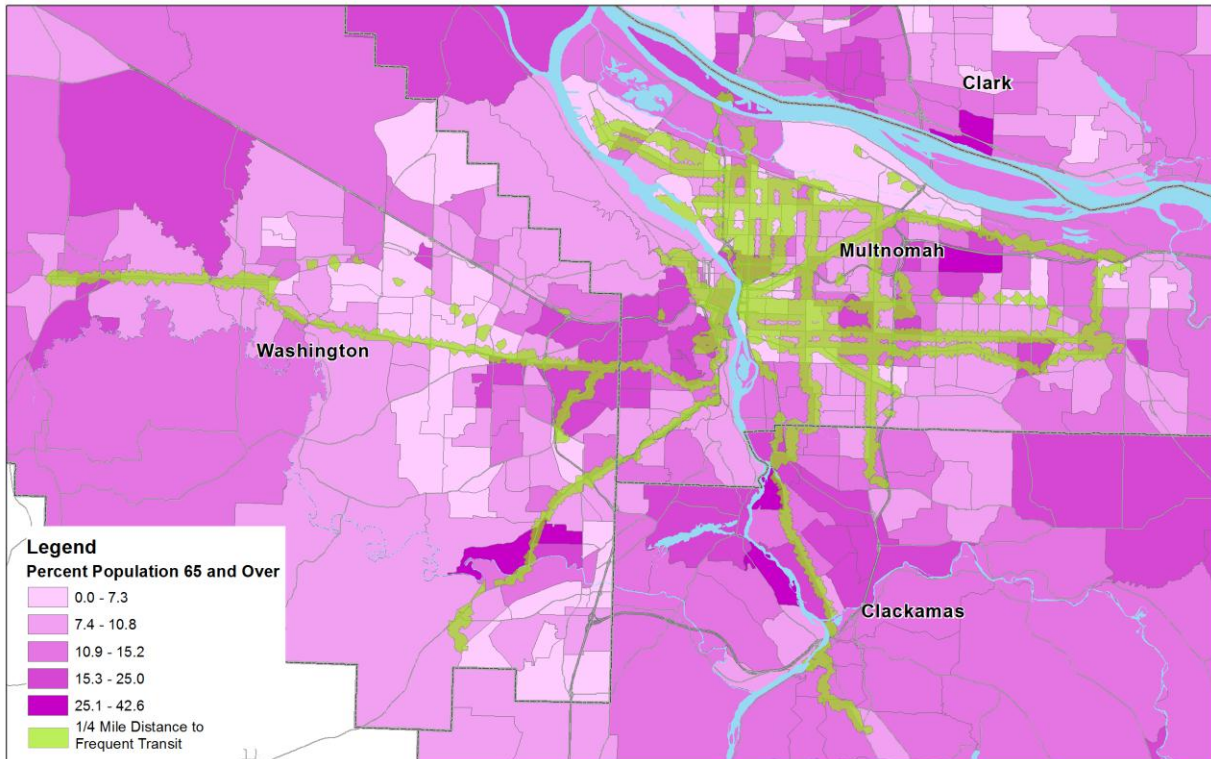 Clark
Multnomah
Washington
Clackamas
Legend
Percent Population 65 and Over
0.0 - 7.3
7.4 - 10.8
10.9 - 15.2
15.3 - 25.0
25.1 - 42.6
1/4 Mile Distance to
Frequent Transit